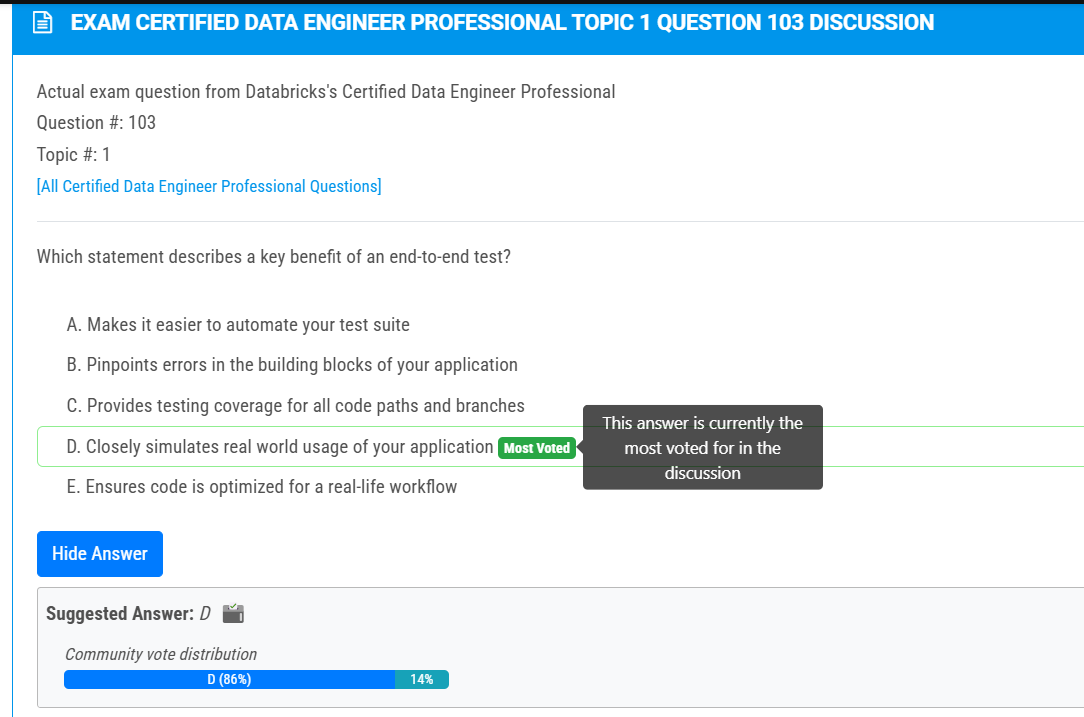 EXAM CERTIFIED DATA ENGINEER PROFESSIONAL TOPIC 1 QUESTION 103 DISCUSSION
Actual exam question from Databricks's Certified Data Engineer Professional
Question #: 103
Topic #: 1
[All Certified Data Engineer Professional Questions]
Which statement describes a key benefit of an end-to-end test?
A. Makes it easier to automate your test suite
B. Pinpoints errors in the building blocks of your application
C. Provides testing coverage for all code paths and branches
D. Closely simulates real world usage of your application Most Voted
This answer is currently the
most voted for in the
discussion
E. Ensures code is optimized for a real-life workflow
Hide Answer
Suggested Answer: D
Community vote distribution
D (86%) 14%